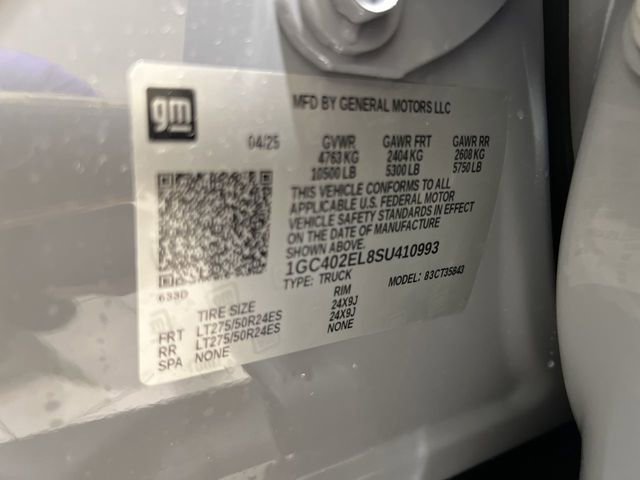 gm
MFD BY GENERAL MOTORS LLC
04/25 GVWR GAWR FRT GAWR RR
4763 KG 2404 KG 2608 KG
10500 LB 5300 LB 5750 LB
THIS VEHICLE CONFORMS TO ALL
APPLICABLE U.S. FEDERAL MOTOR
VEHICLE SAFETY STANDARDS IN EFFECT
ON THE DATE OF MANUFACTURE
SHOWN ABOVE.
1GC402EL8SU410993
TYPE: TRUCK MODEL: 83CT35843
633D
TIRE SIZE RIM
FRT LT275/50R24ES 24X9J
RR LT275/50R24ES 24X9J
SPA NONE NONE